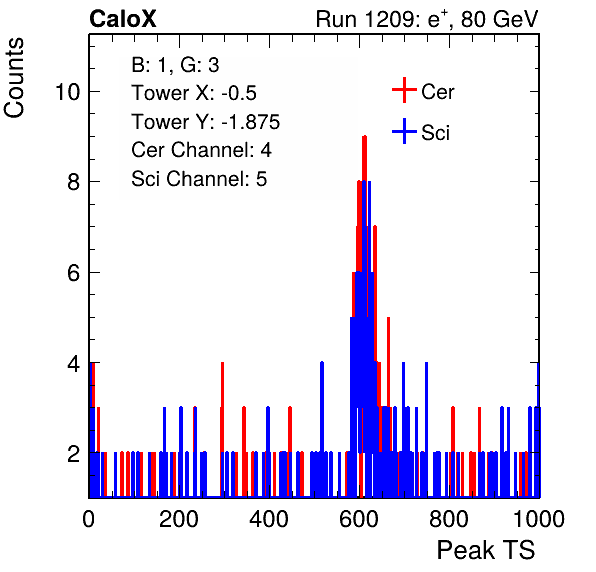 CaloX Run 1209: e⁺, 80 GeV
Counts
B: 1, G: 3
Tower X: -0.5
Tower Y: -1.875
Cer Channel: 4
Sci Channel: 5
Cer
Sci
10
8
6
4
2
0 200 400 600 800 1000
Peak TS